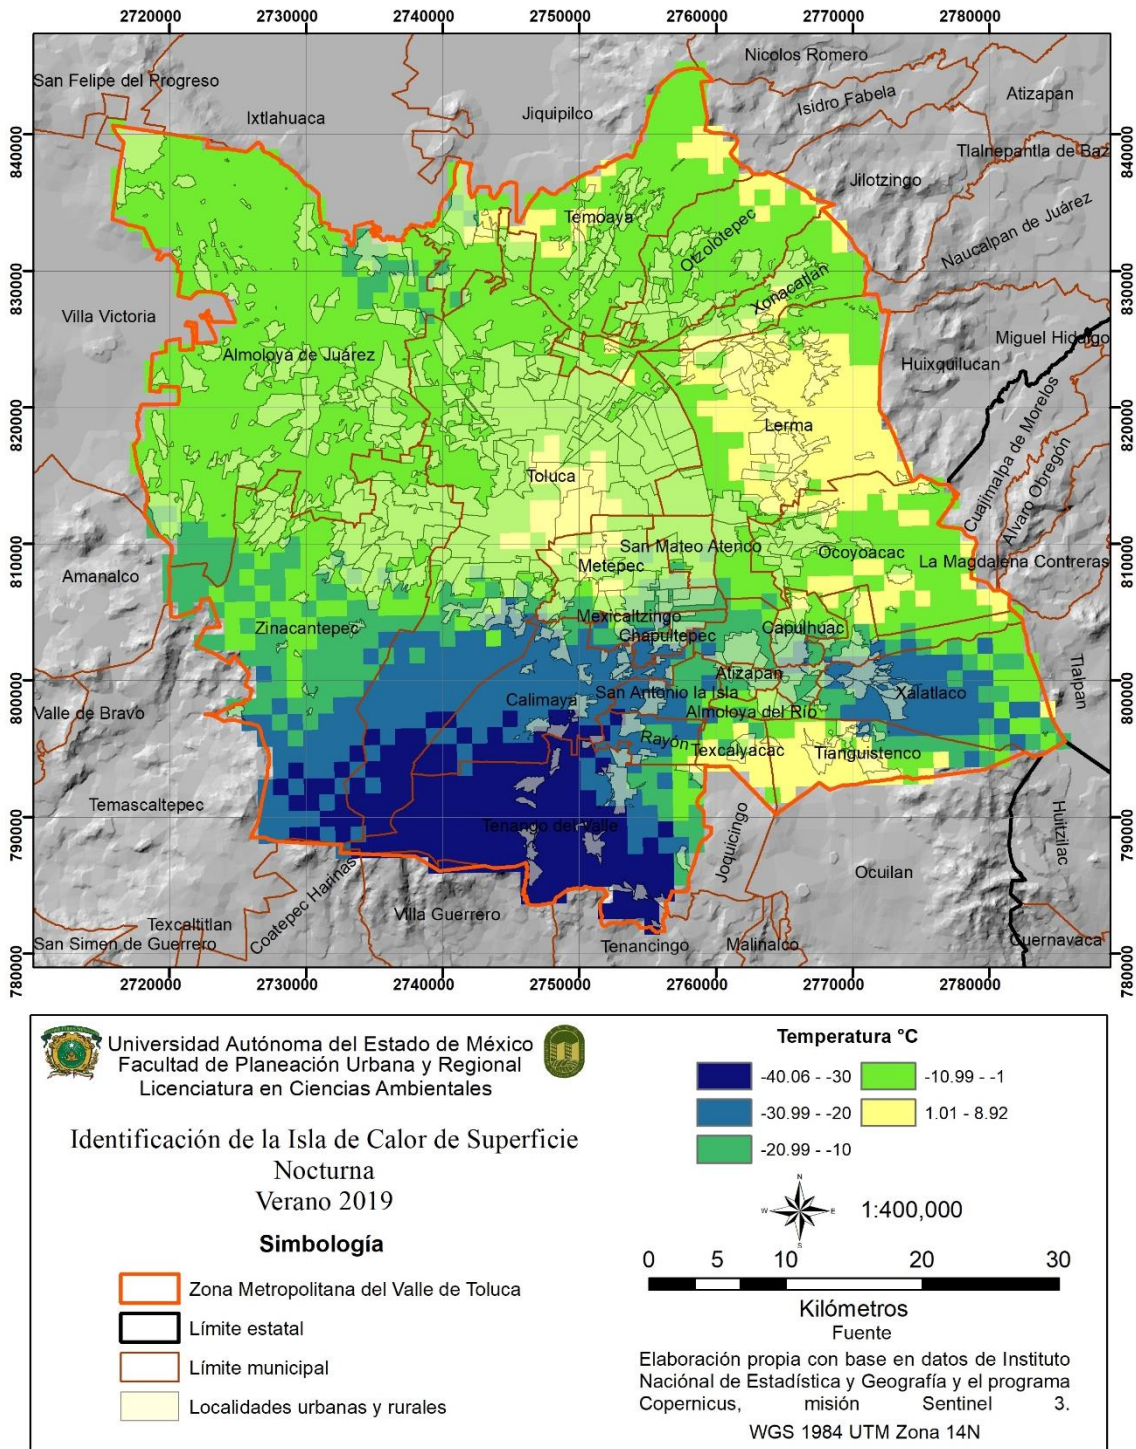 2720000 2730000 2740000 2750000 2760000 2770000 2780000
Nicolos Romero
San Felipe del Progreso
Isidro Fabela
Atizapan
Ixtlahuaca
Jiquipilco
840000 840000
Tlalnepantla de Baz
Jilotzingo
Naucalpan de Juárez
Temoaya
Otzolotepec
830000 830000
Xonacatlan
Villa Victoria
Miguel Hidalgo
Almoloya de Juárez
Huixquilucan
820000 820000
Lerma
Cuajimalpa de Morelos
Alvaro Obregón
Toluca
810000 810000
San Mateo Atenco
Ocoyoacac
La Magdalena Contreras
Amanalco
Metepec
Zinacantepec
Mexicaltzingo
Chapultepec
Capulhuac
Tlalpan
Atizapan
800000 800000
Calimaya
San Antonio la Isla
Xalatlaco
Valle de Bravo
Almoloya del Río
Rayón
Texcalyacac
Tianguistenco
Temascaltepec
790000 790000
Tenango del Valle
Joquicingo
Huitzilac
Ocuilan
Coatepec Harinas
Villa Guerrero
Texcaltitlan
San Simen de Guerrero
Tenancingo
Malinalco
Cuernavaca
780000 780000
2720000 2730000 2740000 2750000 2760000 2770000 2780000
Universidad Autónoma del Estado de México
Facultad de Planeación Urbana y Regional
Licenciatura en Ciencias Ambientales
Identificación de la Isla de Calor de Superficie
Nocturna
Verano 2019
Simbología
Zona Metropolitana del Valle de Toluca
Límite estatal
Límite municipal
Localidades urbanas y rurales
Temperatura °C
-40.06 - -30
-10.99 - -1
-30.99 - -20
1.01 - 8.92
-20.99 - -10
N
W E
S
1:400,000
0 5 10 20 30
Kilómetros
Fuente
Elaboración propia con base en datos de Instituto
Naciónal de Estadística y Geografía y el programa
Copernicus, misión Sentinel 3.
WGS 1984 UTM Zona 14N